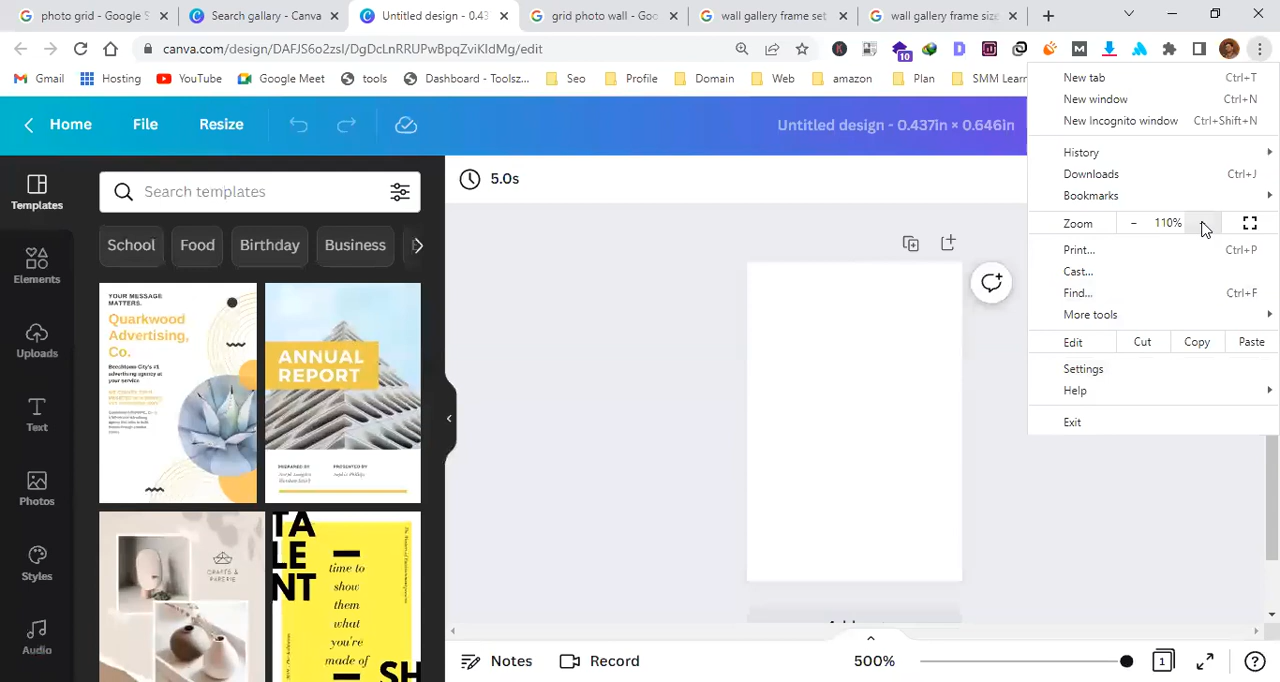 photo grid - Google S
Search gallary - Canva
Untitled design - 0.43
grid photo wall - Goo
wall gallery frame set
wall gallery frame size
canva.com/design/DAFJS6o2zsI/DgDcLnRRUPwBpqZviKIdMg/edit
10
Gmail
Hosting
YouTube
Google Meet
tools
Dashboard - Toolsz...
Seo
Profile
Domain
Web
amazon
Plan
SMM Learn
Home
File
Resize
Untitled design - 0.437in × 0.646in
New tab Ctrl+T
New window Ctrl+N
New Incognito window Ctrl+Shift+N
History
Downloads Ctrl+J
Bookmarks
Zoom − 110%
Print... Ctrl+P
Cast...
Find... Ctrl+F
More tools
Edit Cut Copy Paste
Settings
Help
Exit
Templates
Elements
Uploads
Text
Photos
Styles
Audio
Search templates
School
Food
Birthday
Business
YOUR MESSAGE
MATTERS.
Quarkwood
Advertising,
Co.
ANNUAL
REPORT
TA
LE
NT
time to
show
them
what
you're
made of
SH
5.0s
Notes
Record
500%
1